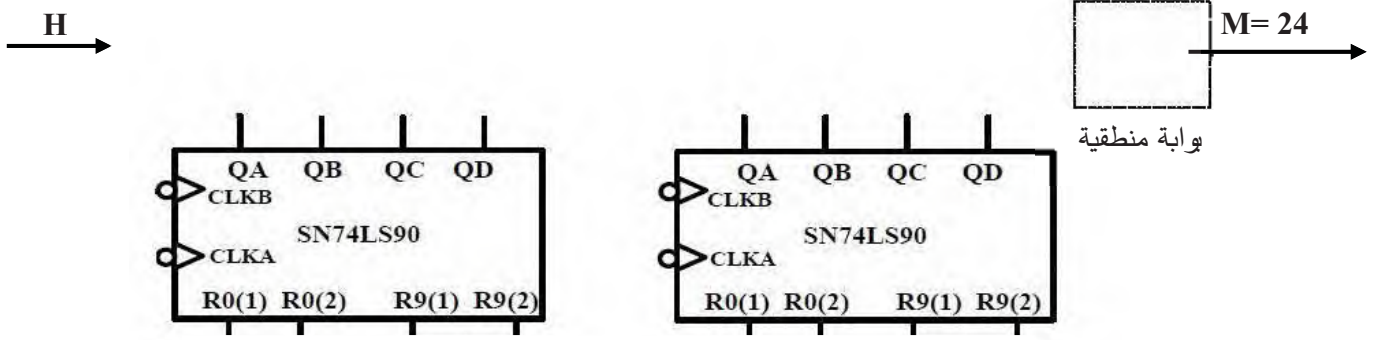 H
M= 24
بوابة منطقية
QA QB QC QD
CLKB
SN74LS90
CLKA
R0(1) R0(2) R9(1) R9(2)
QA QB QC QD
CLKB
SN74LS90
CLKA
R0(1) R0(2) R9(1) R9(2)